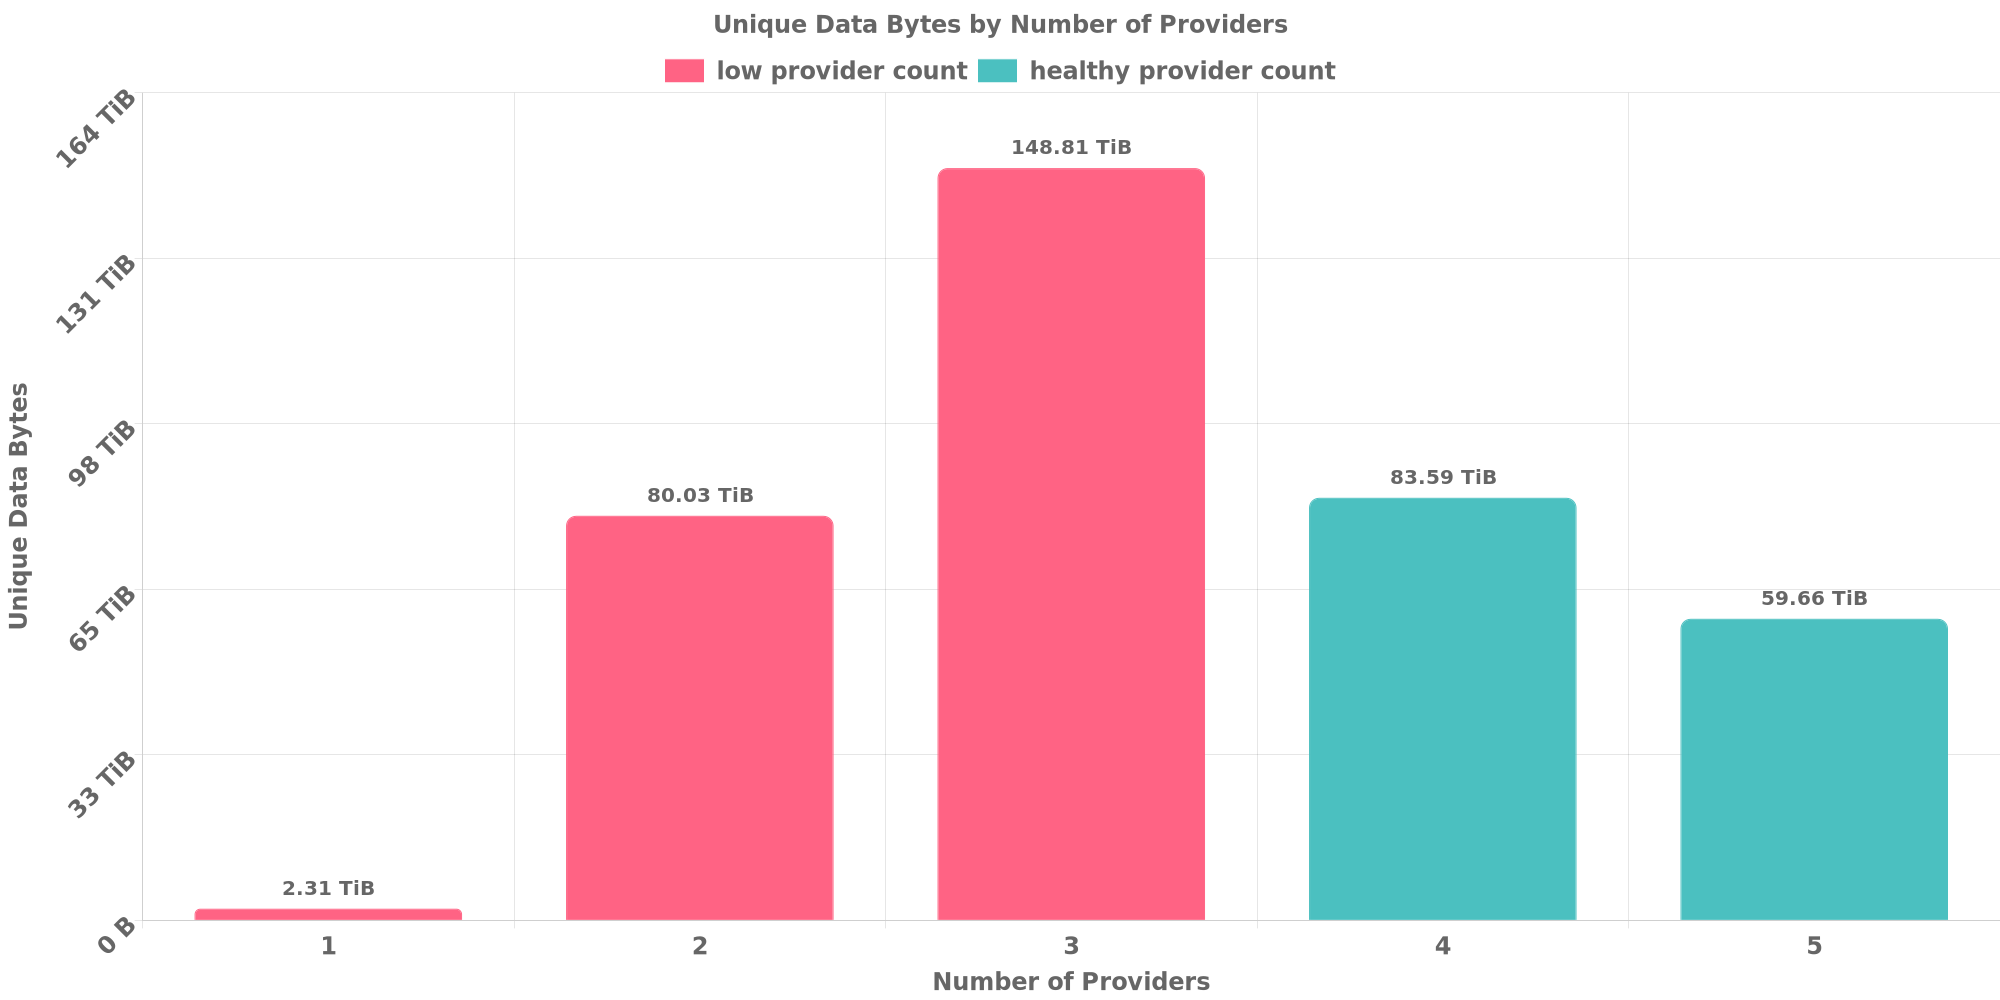 Unique Data Bytes by Number of Providers
low provider count healthy provider count
164 TiB
131 TiB
98 TiB
65 TiB
33 TiB
0 B
Unique Data Bytes
2.31 TiB
80.03 TiB
148.81 TiB
83.59 TiB
59.66 TiB
1 2 3 4 5
Number of Providers